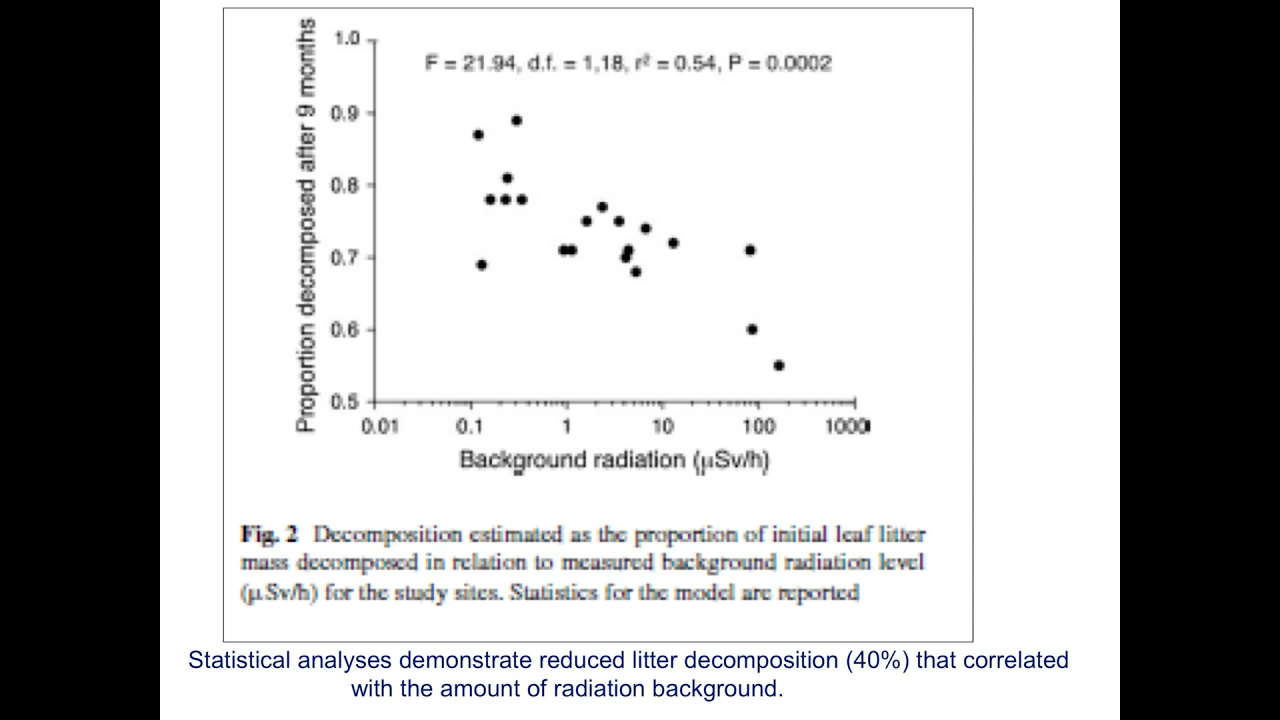 Proportion decomposed after 9 months
1.0
F = 21.94, d.f. = 1,18, r² = 0.54, P = 0.0002
0.9
0.8
0.7
0.6
0.5
0.01 0.1 1 10 100 1000
Background radiation (μSv/h)
Fig. 2 Decomposition estimated as the proportion of initial leaf litter
mass decomposed in relation to measured background radiation level
(μSv/h) for the study sites. Statistics for the model are reported
Statistical analyses demonstrate reduced litter decomposition (40%) that correlated
with the amount of radiation background.